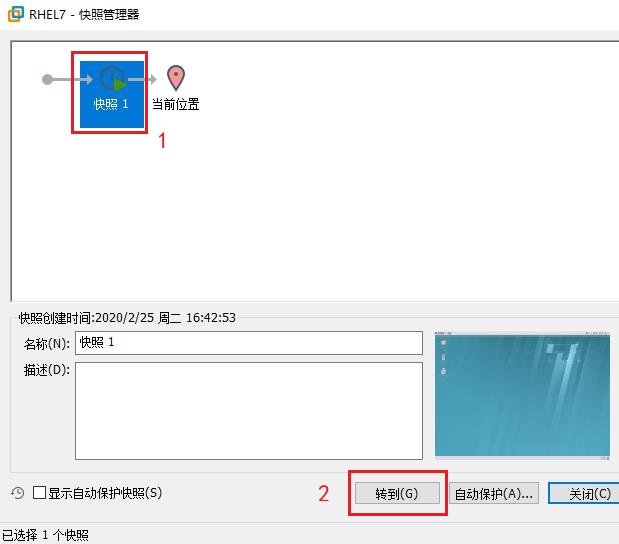 RHEL7 - 快照管理器
快照 1
当前位置
1
快照创建时间:2020/2/25 周二 16:42:53
名称(N):
快照 1
描述(D):
显示自动保护快照(S)
2
转到(G)
自动保护(A)...
关闭(C)
已选择 1 个快照